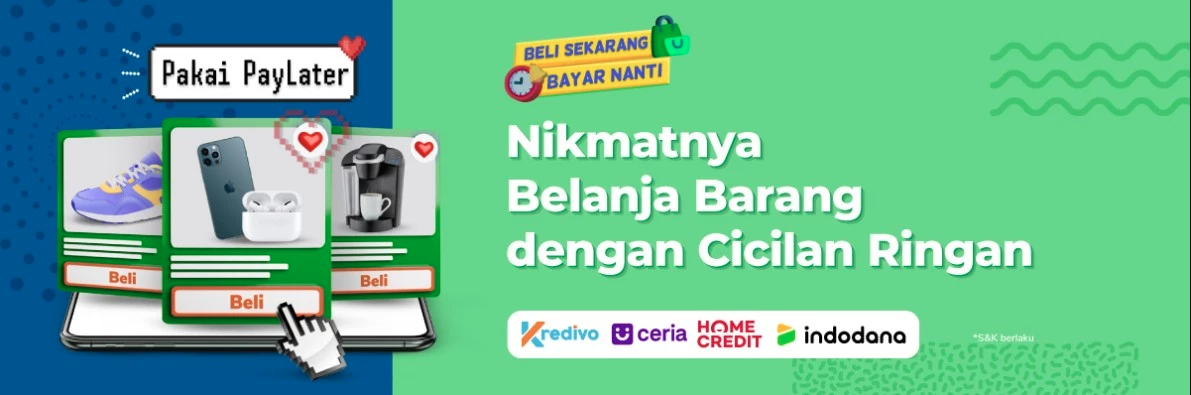 Pakai PayLater
Beli
Beli
Beli
BELI SEKARANG
BAYAR NANTI
Nikmatnya
Belanja Barang
dengan Cicilan Ringan
Kredivo ceria HOME CREDIT indodana
*S&K berlaku